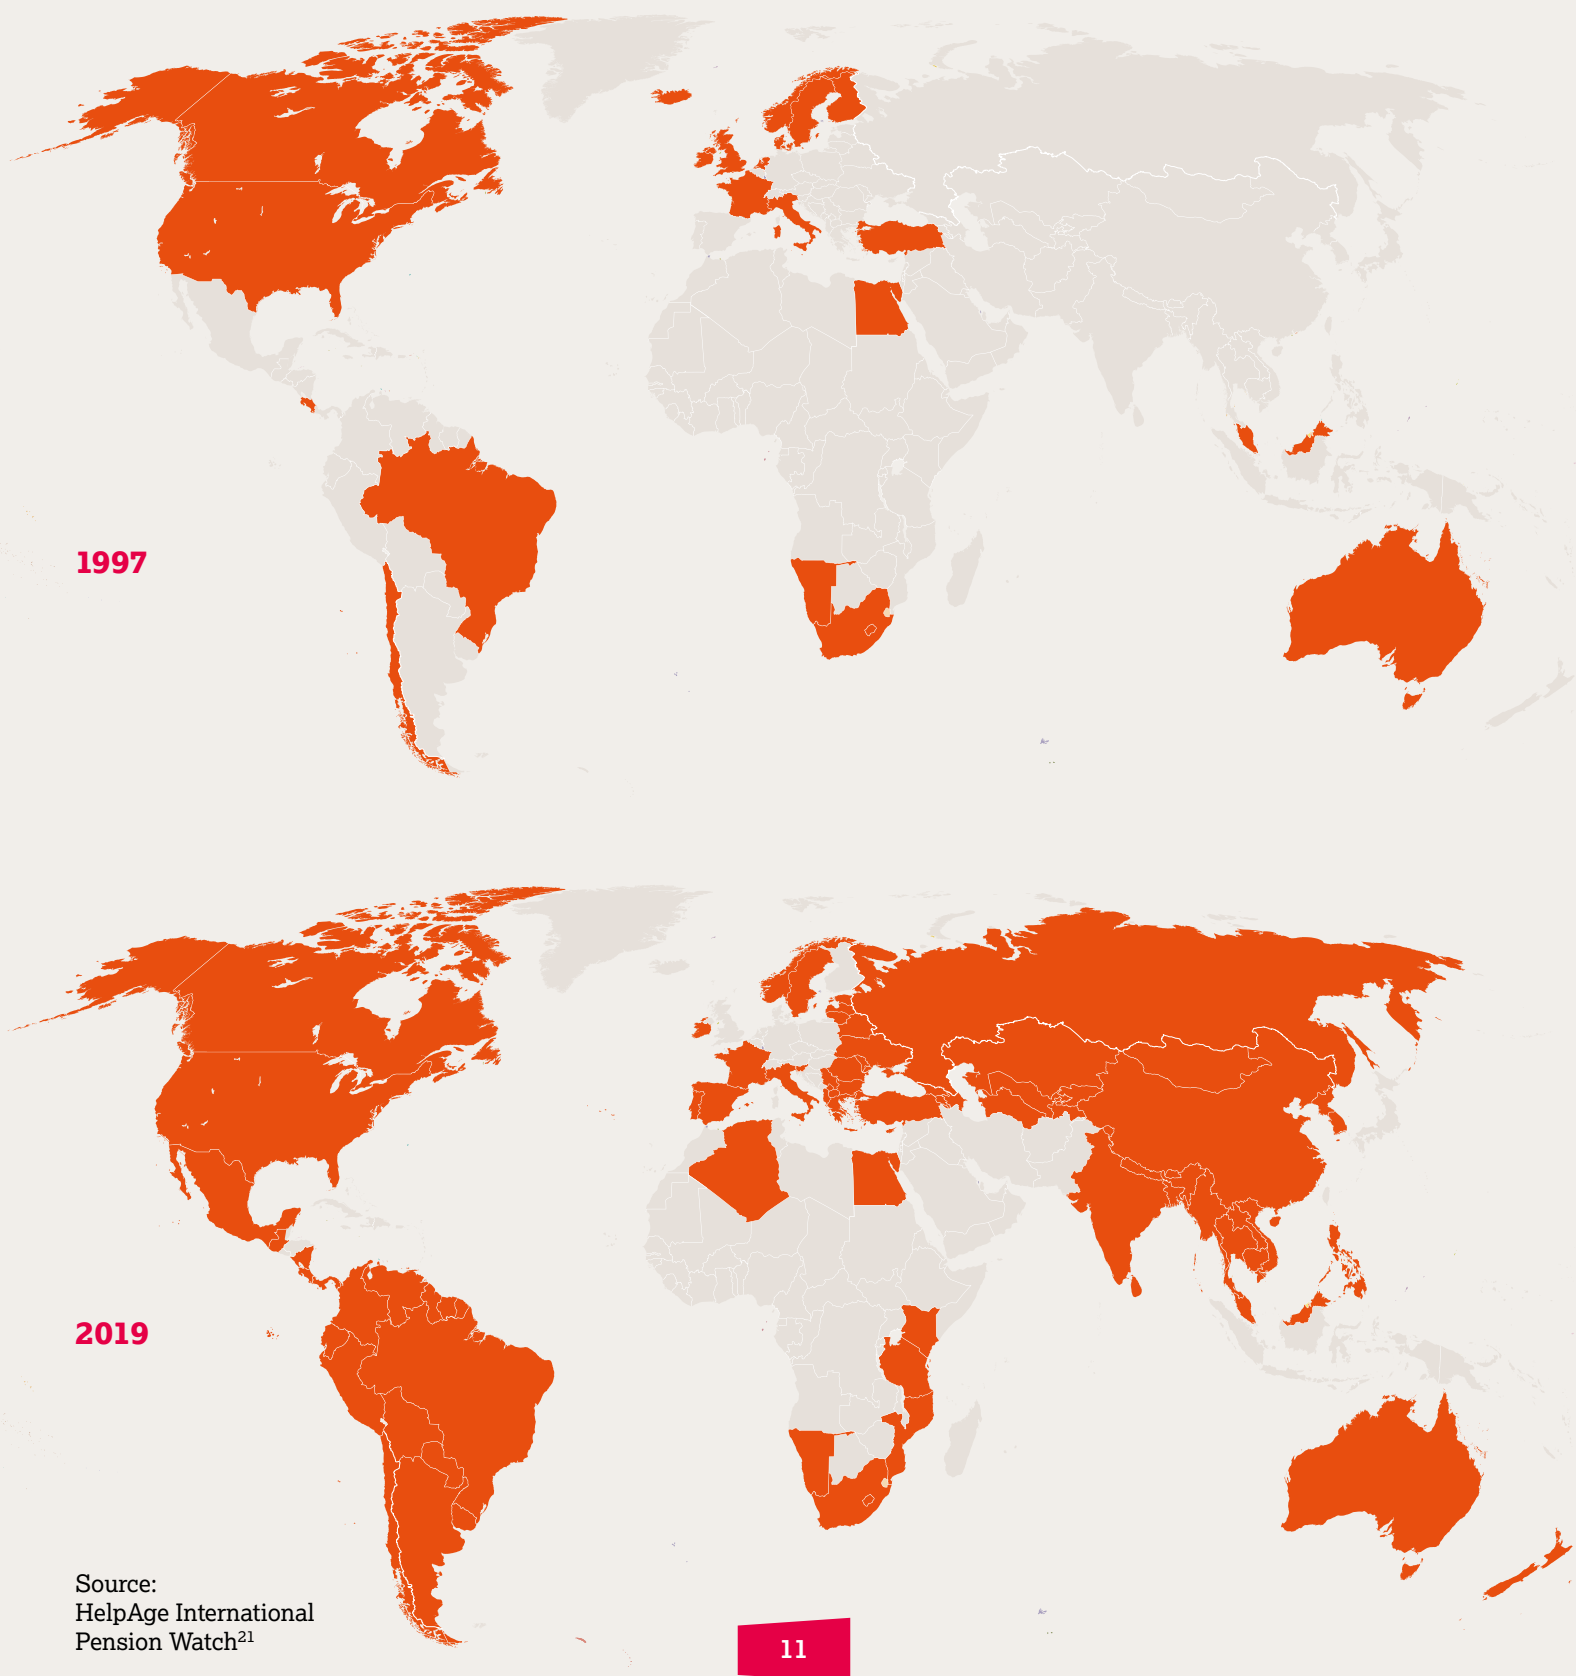 1997
2019
Source:
HelpAge International
Pension Watch²¹
11